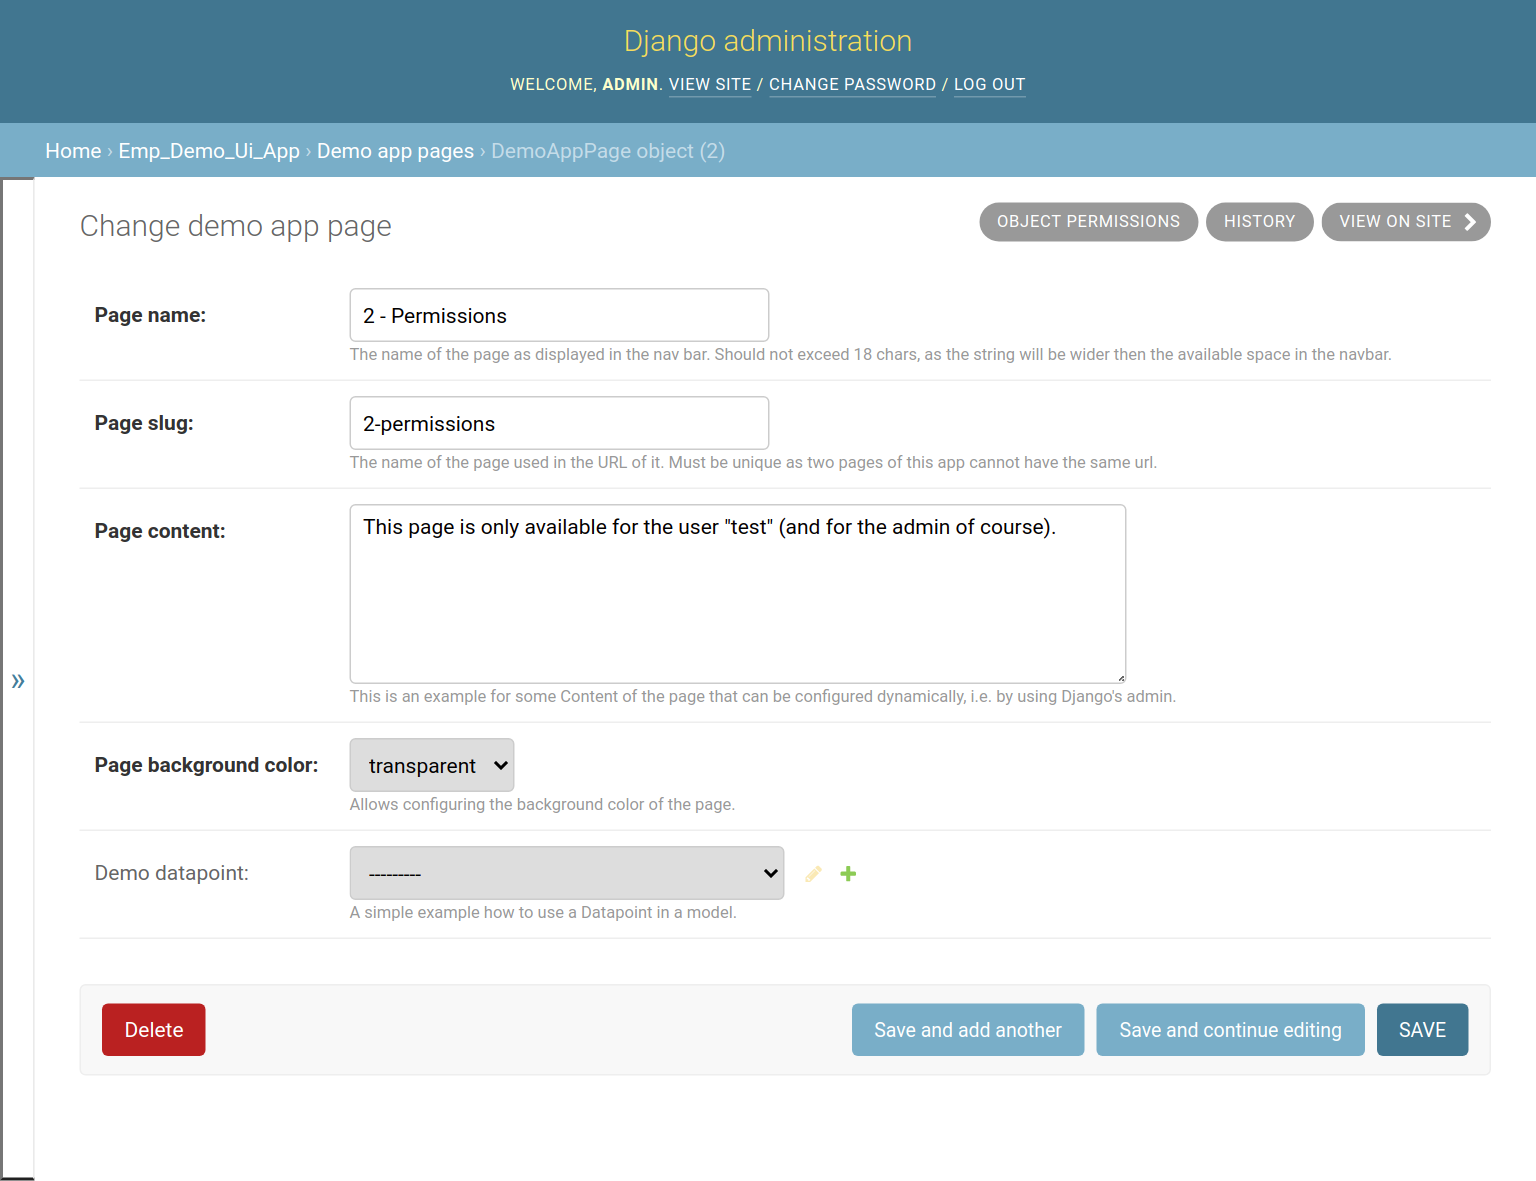 Django administration
WELCOME, ADMIN. VIEW SITE / CHANGE PASSWORD / LOG OUT
Home › Emp_Demo_Ui_App › Demo app pages › DemoAppPage object (2)
Change demo app page
OBJECT PERMISSIONS
HISTORY
VIEW ON SITE
Page name:
2 - Permissions
The name of the page as displayed in the nav bar. Should not exceed 18 chars, as the string will be wider then the available space in the navbar.
Page slug:
2-permissions
The name of the page used in the URL of it. Must be unique as two pages of this app cannot have the same url.
Page content:
This page is only available for the user "test" (and for the admin of course).
This is an example for some Content of the page that can be configured dynamically, i.e. by using Django's admin.
»
Page background color:
transparent
Allows configuring the background color of the page.
Demo datapoint:
---------
A simple example how to use a Datapoint in a model.
Delete
Save and add another
Save and continue editing
SAVE